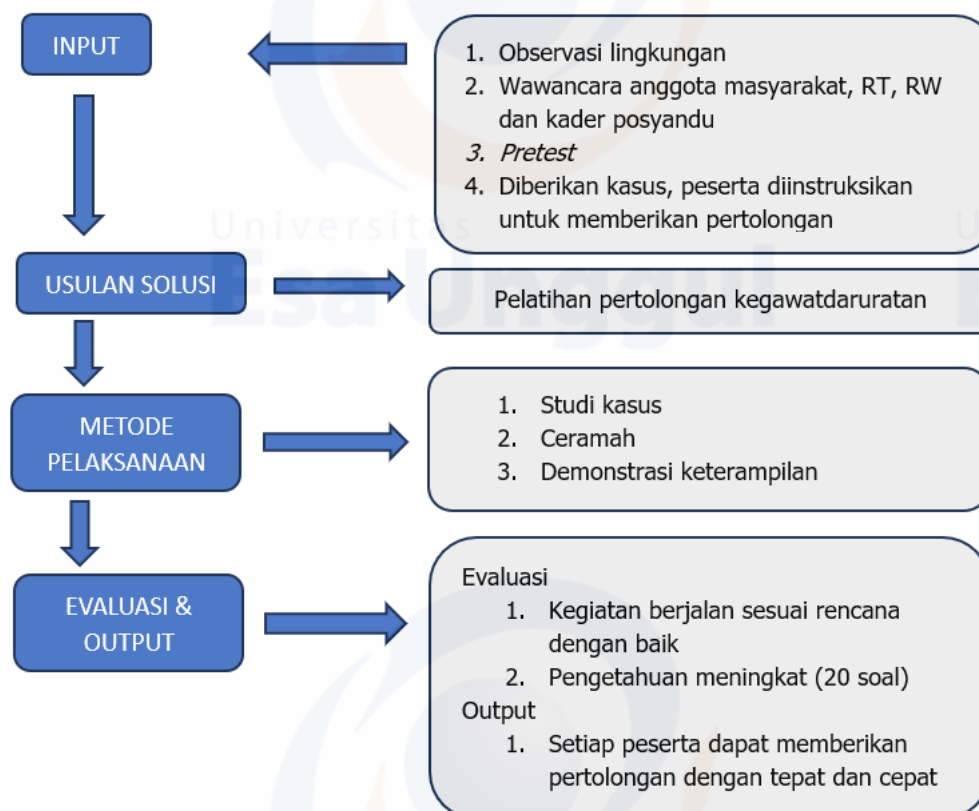 INPUT
1. Observasi lingkungan
2. Wawancara anggota masyarakat, RT, RW
dan kader posyandu
3. Pretest
4. Diberikan kasus, peserta diinstruksikan
untuk memberikan pertolongan
Universitas
Esa Unggul
USULAN SOLUSI
Pelatihan pertolongan kegawatdaruratan
METODE
PELAKSANAAN
1. Studi kasus
2. Ceramah
3. Demonstrasi keterampilan
EVALUASI &
OUTPUT
Evaluasi
1. Kegiatan berjalan sesuai rencana
dengan baik
2. Pengetahuan meningkat (20 soal)
Output
1. Setiap peserta dapat memberikan
pertolongan dengan tepat dan cepat